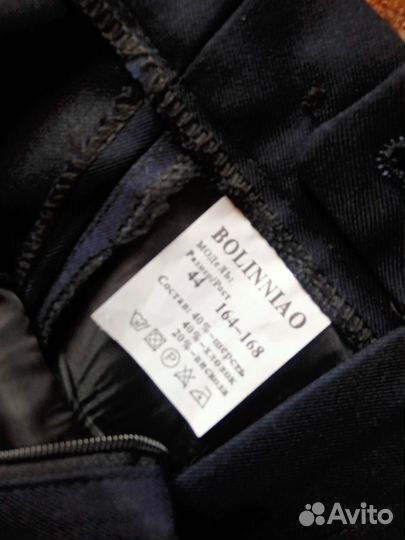 BOLINNIAO
МОДЕЛЬ:
Размер/Рост
44 164-168
Состав: 40%-шерсть
40%-хлопок
20%-вискоза
P
Avito